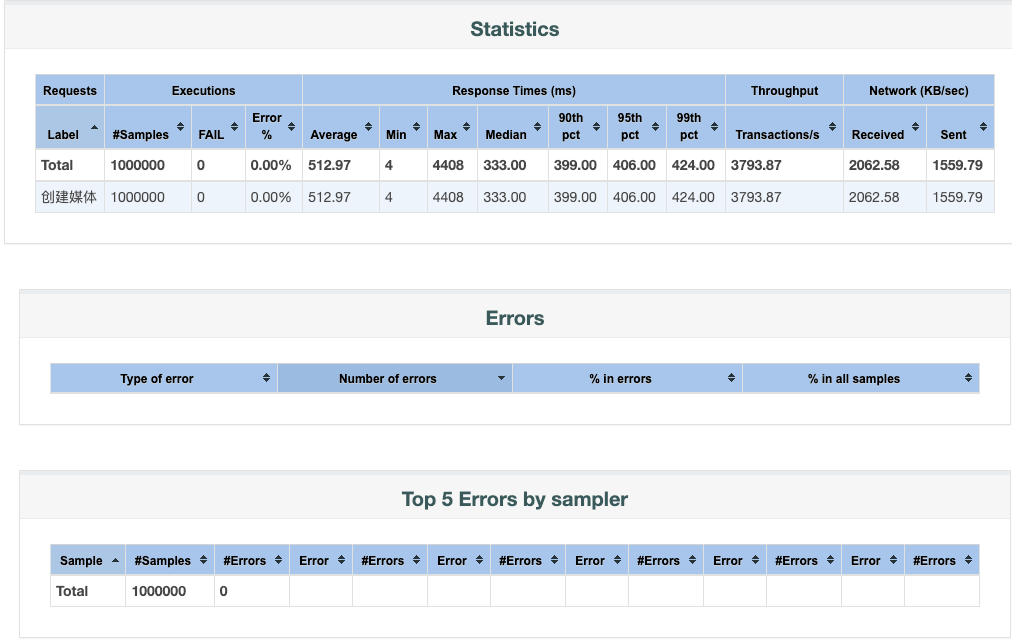 Statistics
Requests Executions Response Times (ms) Throughput Network (KB/sec)
Label #Samples FAIL Error % Average Min Max Median 90th pct 95th pct 99th pct Transactions/s Received Sent
Total 1000000 0 0.00% 512.97 4 4408 333.00 399.00 406.00 424.00 3793.87 2062.58 1559.79
创建媒体 1000000 0 0.00% 512.97 4 4408 333.00 399.00 406.00 424.00 3793.87 2062.58 1559.79
Errors
Type of error Number of errors % in errors % in all samples
Top 5 Errors by sampler
Sample #Samples #Errors Error #Errors Error #Errors Error #Errors Error #Errors Error #Errors
Total 1000000 0